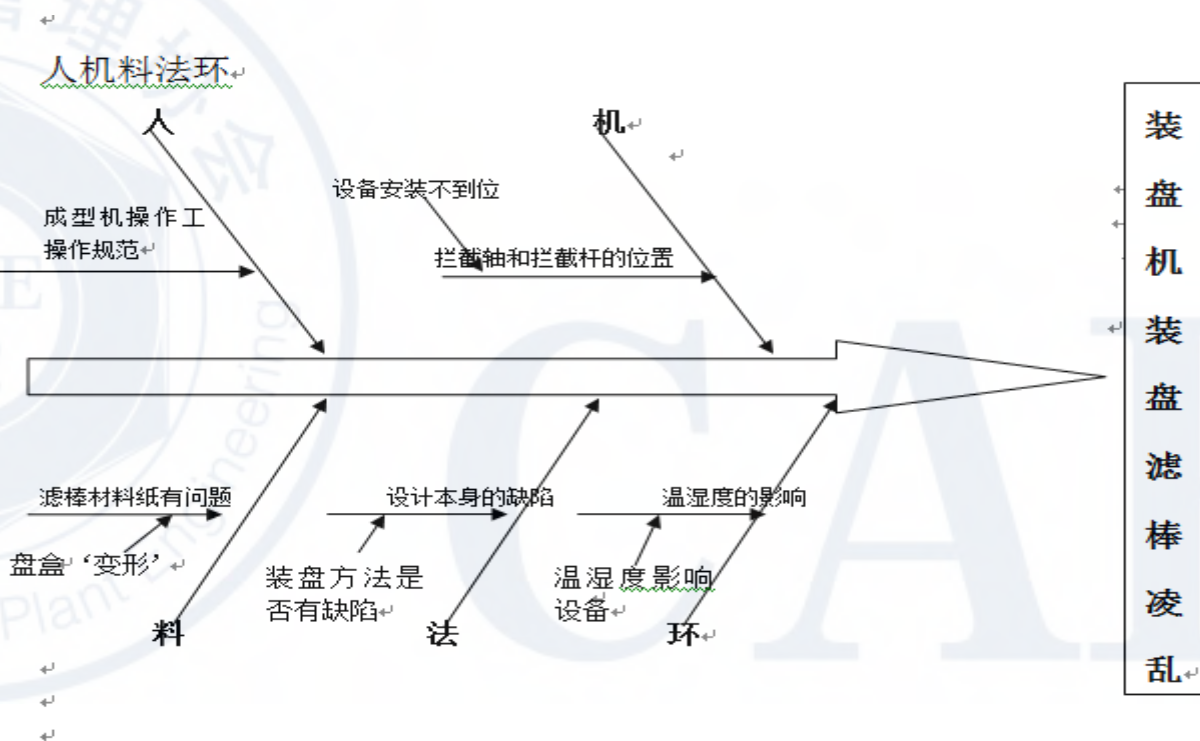 人机料法环
人
机
设备安装不到位
成型机操作工
操作规范
拦截轴和拦截杆的位置
装盘机装盘滤棒凌乱
滤棒材料纸有问题
设计本身的缺陷
温湿度的影响
盘盒‘变形’
装盘方法是
否有缺陷
温湿度影响
设备
料
法
环
Plant Engineering
CA